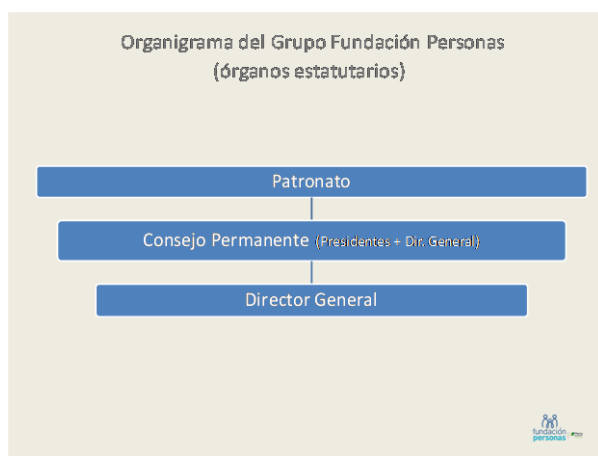 Organigrama del Grupo Fundación Personas
(órganos estatutarios)
Patronato
Consejo Permanente (Presidentes + Dir. General)
Director General
fundación
personas